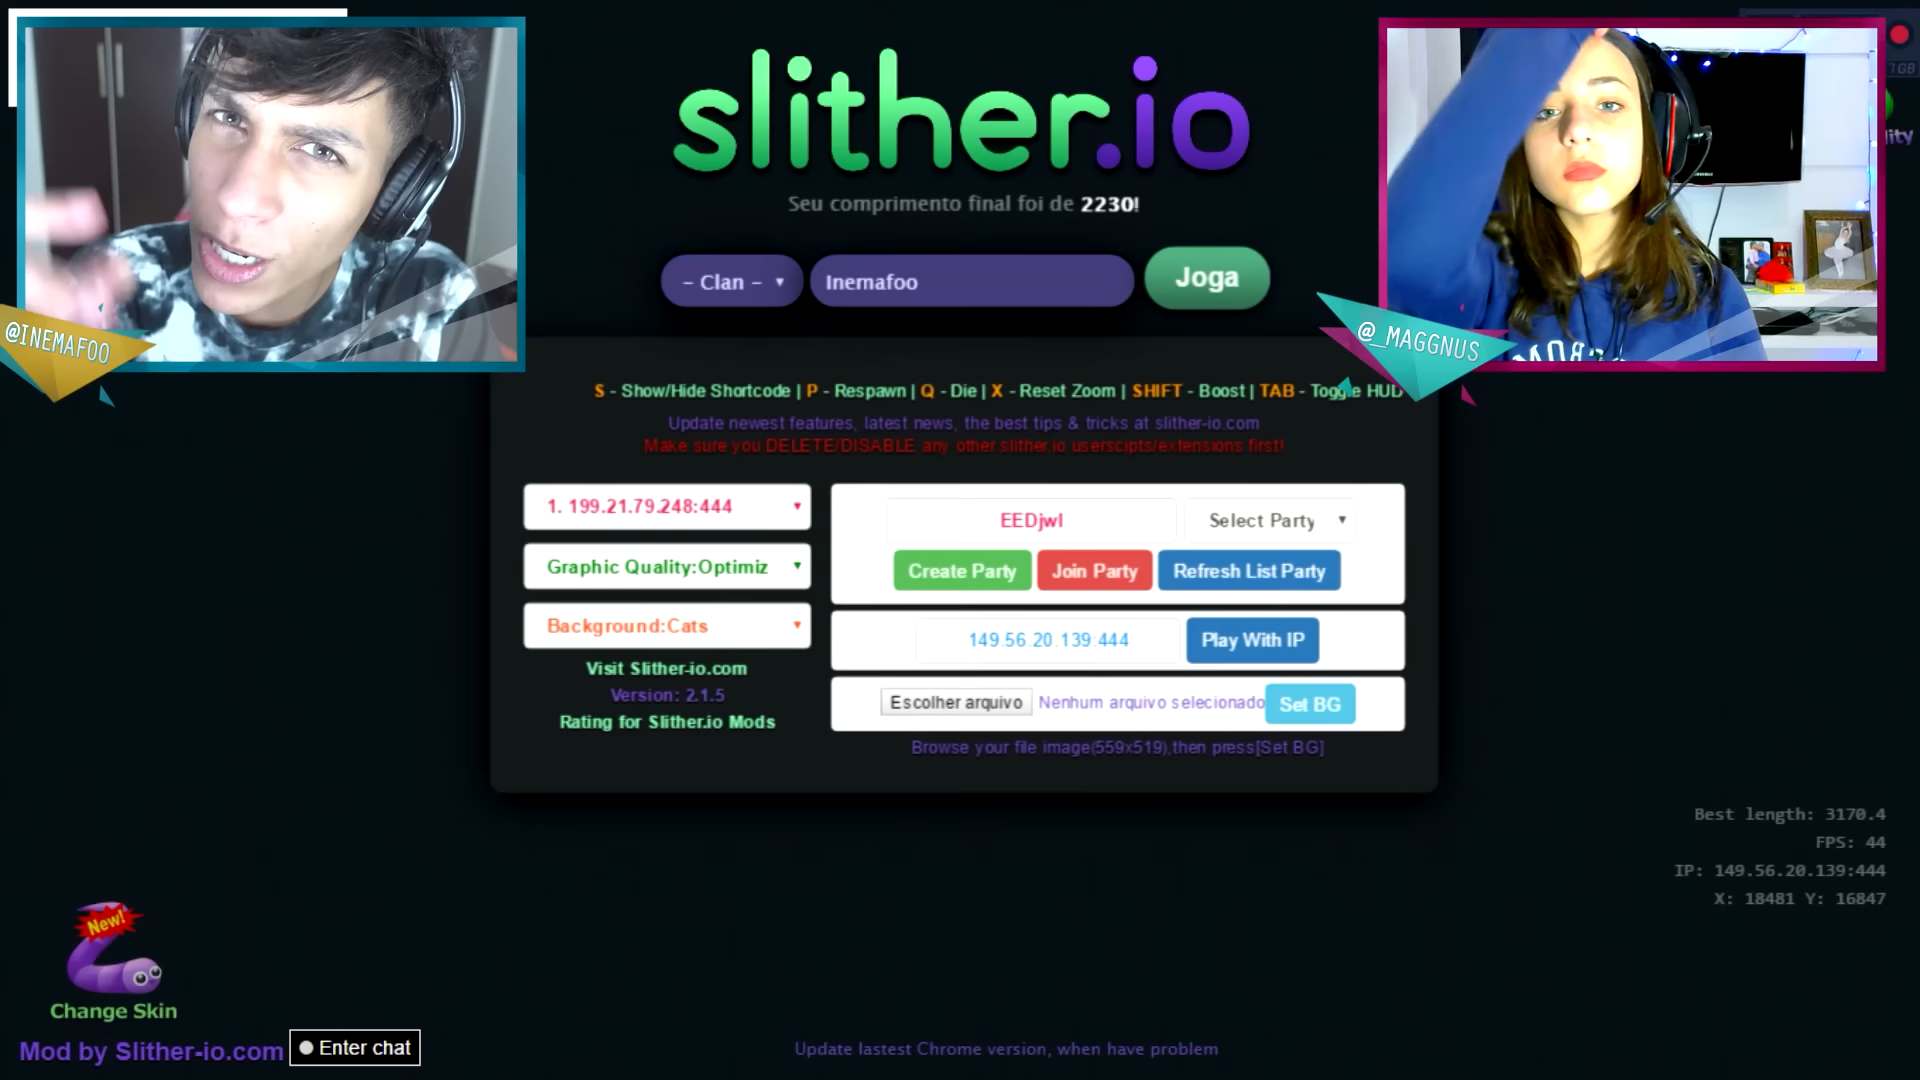 slither.io
Seu comprimento final foi de 2230!
- Clan -
Inemafoo
Joga
@INEMAFOO
@_MAGGNUS
S - Show/Hide Shortcode | P - Respawn | Q - Die | X - Reset Zoom | SHIFT - Boost | TAB - Toggle HUD
Update newest features, latest news, the best tips & tricks at slither-io.com
Make sure you DELETE/DISABLE any other slither.io userscipts/extensions first!
1. 199.21.79.248:444
Graphic Quality:Optimiz
Background:Cats
Visit Slither-io.com
Version: 2.1.5
Rating for Slither.io Mods
EEDjwl
Select Party
Create Party
Join Party
Refresh List Party
149.56.20.139:444
Play With IP
Escolher arquivo
Nenhum arquivo selecionado
Set BG
Browse your file image(559x519),then press[Set BG]
Best length: 3170.4
FPS: 44
IP: 149.56.20.139:444
X: 18481 Y: 16847
New!
Change Skin
Mod by Slither-io.com
Enter chat
Update lastest Chrome version, when have problem